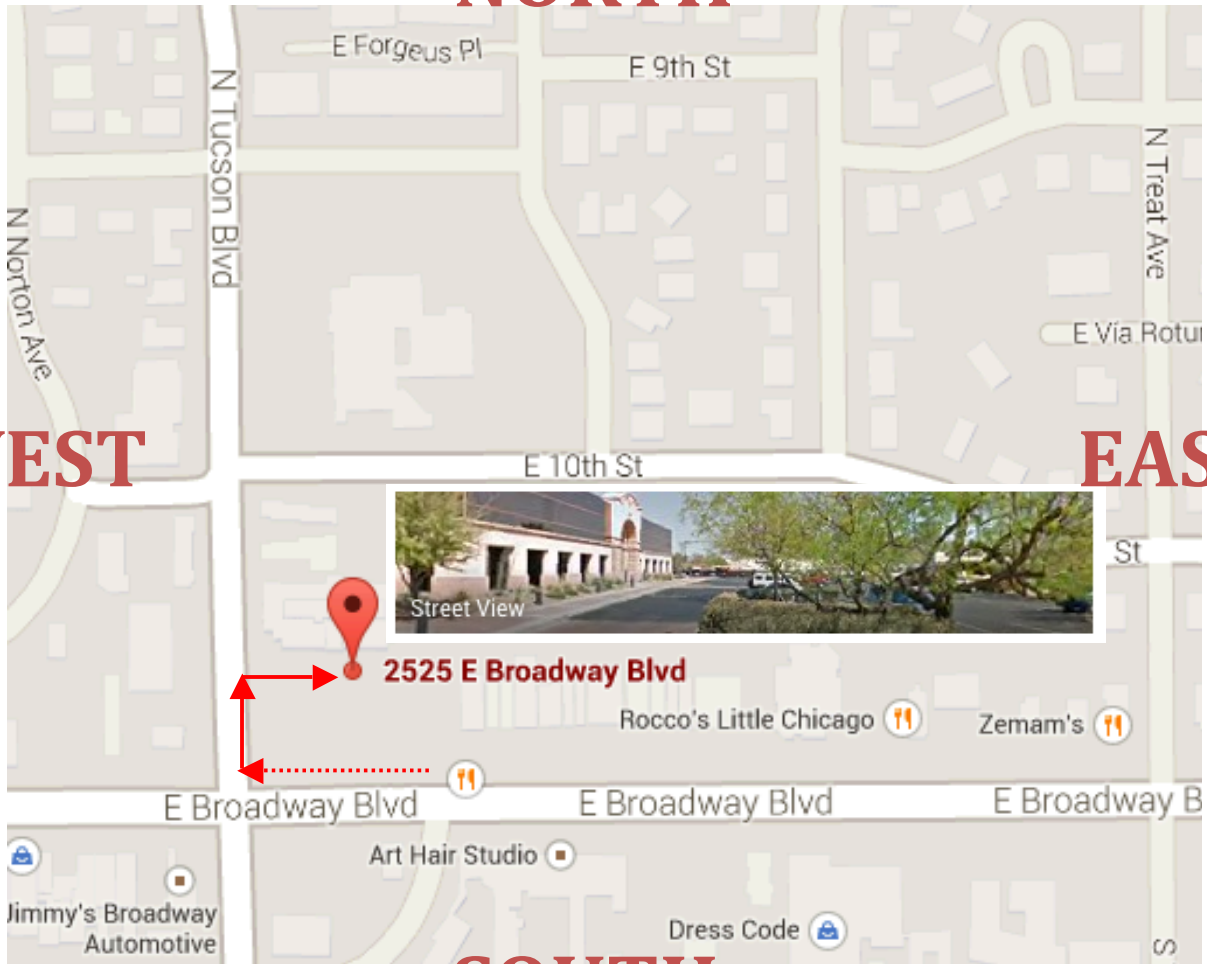 NORTH
E Forgeus Pl
E 9th St
N Tucson Blvd
N Treat Ave
N Norton Ave
E Vía Rotu
EST
EAS
E 10th St
St
Street View
2525 E Broadway Blvd
Rocco's Little Chicago
Zemam's
E Broadway Blvd
E Broadway Blvd
E Broadway B
Art Hair Studio
Jimmy's Broadway
Automotive
Dress Code
S
SOUTH